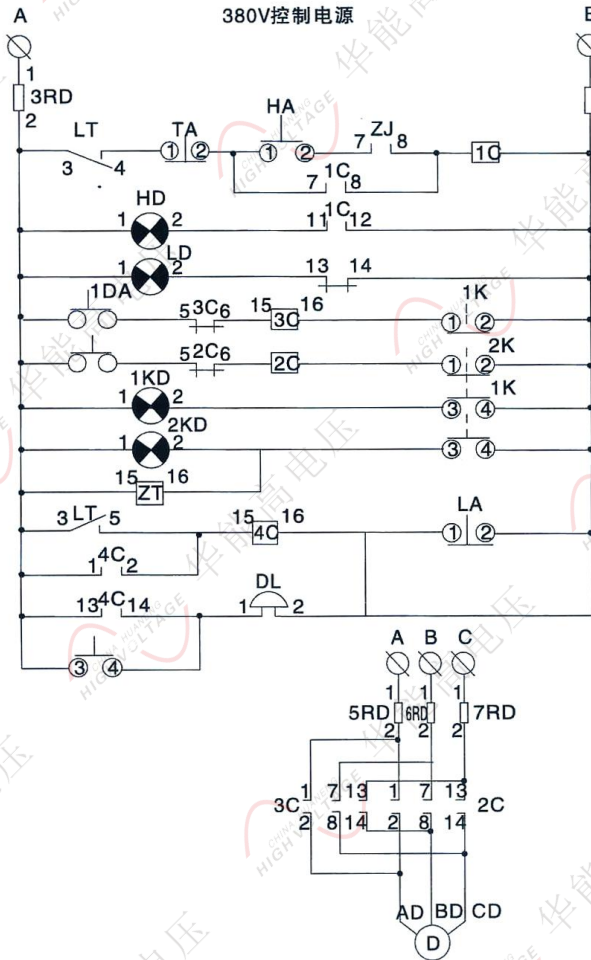 380V控制电源
A
1
3RD
2
LT
3 4
TA
① ②
HA
① ②
ZJ
7 8
1C
1C
7 8
HD
1 2
1C
11 12
LD
1 2
13 14
1DA
5 3C 6
15 16
3C
1K
① ②
5 2C 6
2C
2K
① ②
1KD
1 2
1K
③ ④
2KD
1 2
③ ④
15 16
ZT
LT
3 5
15 16
4C
LA
① ②
4C
1 2
4C
13 14
DL
1 2
③ ④
A B C
1 1 1
5RD 6RD 7RD
2 2 2
1 7 13 1 7 13
3C 2C
2 8 14 2 8 14
AD BD CD
D
华能高电压
CHINA HUANENG
HIGH VOLTAGE